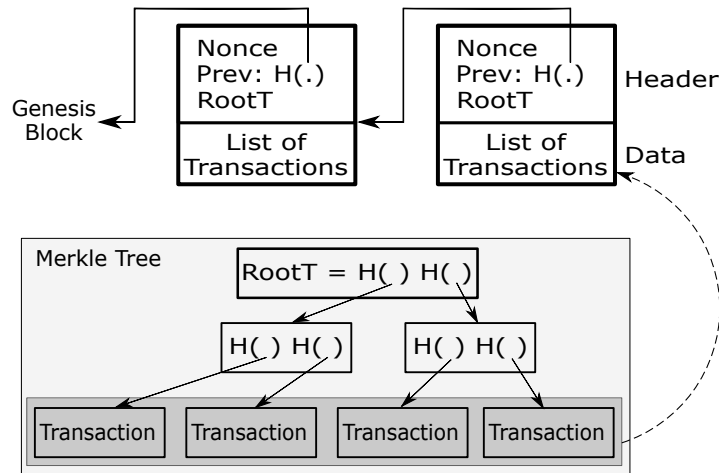 Nonce
Prev: H(.)
RootT
List of
Transactions
Nonce
Prev: H(.)
RootT
List of
Transactions
Header
Data
Genesis
Block
Merkle Tree
RootT = H( ) H( )
H( ) H( )
H( ) H( )
Transaction
Transaction
Transaction
Transaction